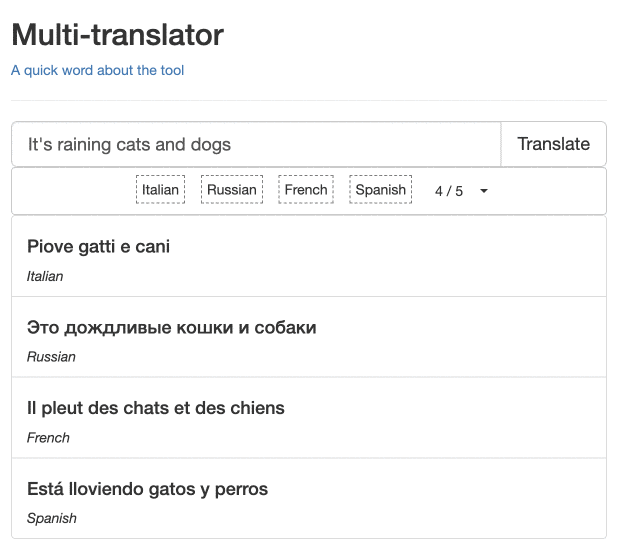 Multi-translator
A quick word about the tool
It's raining cats and dogs Translate
Italian Russian French Spanish 4 / 5
Piove gatti e cani
Italian
Это дождливые кошки и собаки
Russian
Il pleut des chats et des chiens
French
Está lloviendo gatos y perros
Spanish